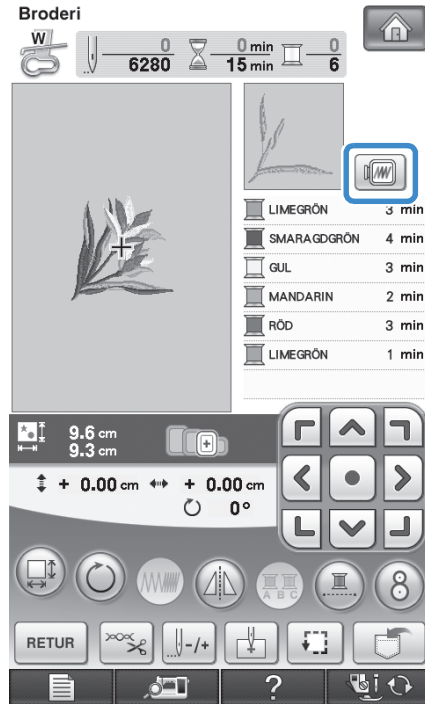 Broderi
W
0 0 min 0
6280 15 min 6
LIMEGRÖN 3 min
SMARAGDGRÖN 4 min
GUL 3 min
MANDARIN 2 min
RÖD 3 min
LIMEGRÖN 1 min
9.6 cm
9.3 cm
+ 0.00 cm + 0.00 cm
0°
A B C
8
RETUR -/+
?